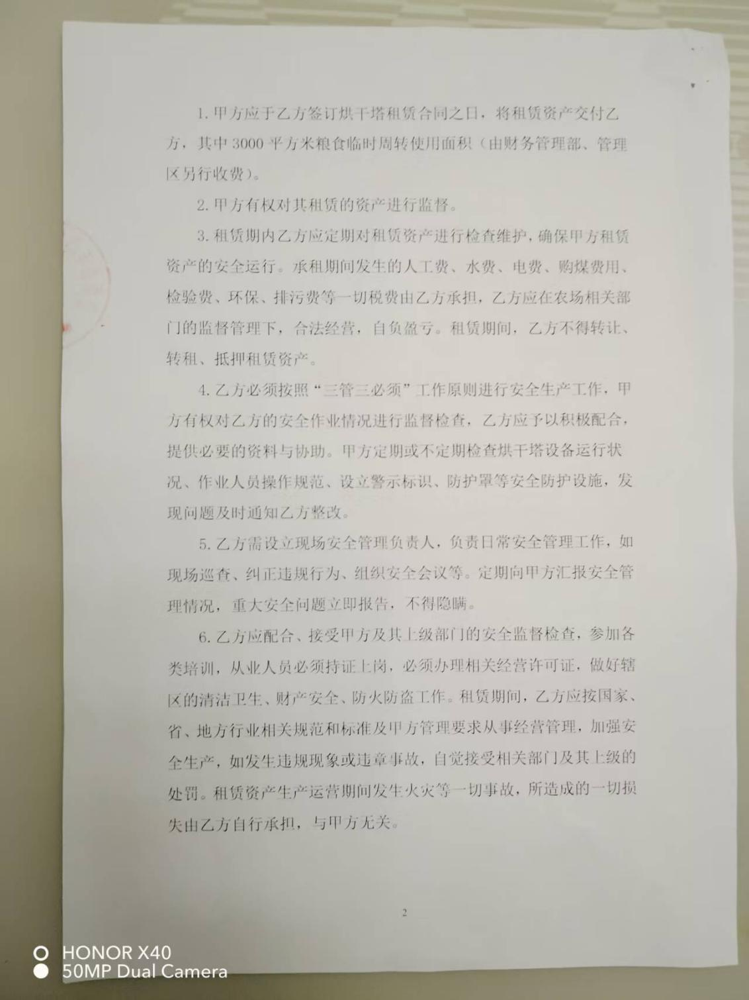 1. 甲方应于乙方签订烘干塔租赁合同之日，将租赁资产交付乙
方，其中 3000 平方米粮食临时周转使用面积（由财务管理部、管理
区另行收费）。
2. 甲方有权对其租赁的资产进行监督。
3. 租赁期内乙方应定期对租赁资产进行检查维护，确保甲方租赁
资产的安全运行。承租期间发生的人工费、水费、电费、购煤费用、
检验费、环保、排污费等一切税费由乙方承担，乙方应在农场相关部
门的监督管理下，合法经营，自负盈亏。租赁期间，乙方不得转让、
转租、抵押租赁资产。
4. 乙方必须按照“三管三必须”工作原则进行安全生产工作，甲
方有权对乙方的安全作业情况进行监督检查，乙方应予以积极配合，
提供必要的资料与协助。甲方定期或不定期检查烘干塔设备运行状
况、作业人员操作规范、设立警示标识、防护罩等安全防护设施，发
现问题及时通知乙方整改。
5. 乙方需设立现场安全管理负责人，负责日常安全管理工作，如
现场巡查、纠正违规行为、组织安全会议等。定期向甲方汇报安全管
理情况，重大安全问题立即报告，不得隐瞒。
6. 乙方应配合、接受甲方及其上级部门的安全监督检查，参加各
类培训，从业人员必须持证上岗，必须办理相关经营许可证，做好辖
区的清洁卫生、财产安全、防火防盗工作。租赁期间，乙方应按国家、
省、地方行业相关规范和标准及甲方管理要求从事经营管理，加强安
全生产，如发生违规现象或违章事故，自觉接受相关部门及其上级的
处罚。租赁资产生产运营期间发生火灾等一切事故，所造成的一切损
失由乙方自行承担，与甲方无关。
2
HONOR X40
50MP Dual Camera